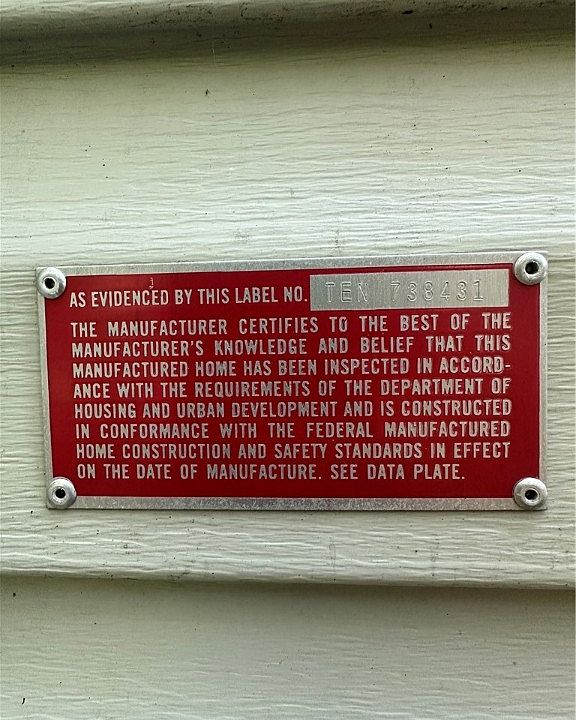 AS EVIDENCED BY THIS LABEL NO. TEN 738431
THE MANUFACTURER CERTIFIES TO THE BEST OF THE
MANUFACTURER'S KNOWLEDGE AND BELIEF THAT THIS
MANUFACTURED HOME HAS BEEN INSPECTED IN ACCORD-
ANCE WITH THE REQUIREMENTS OF THE DEPARTMENT OF
HOUSING AND URBAN DEVELOPMENT AND IS CONSTRUCTED
IN CONFORMANCE WITH THE FEDERAL MANUFACTURED
HOME CONSTRUCTION AND SAFETY STANDARDS IN EFFECT
ON THE DATE OF MANUFACTURE. SEE DATA PLATE.